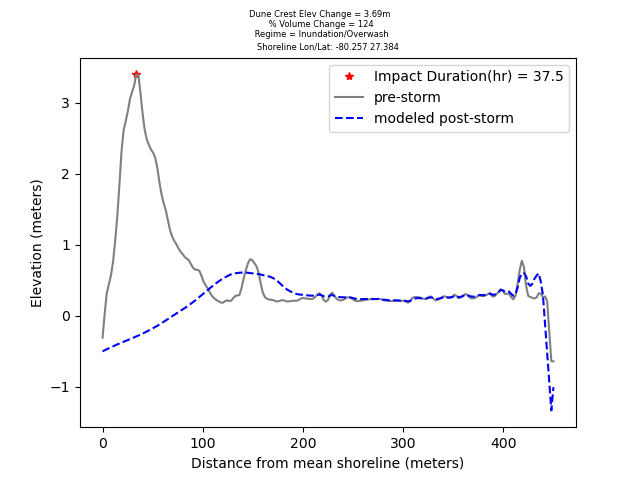 Dune Crest Elev Change = 3.69m
% Volume Change = 124
Regime = Inundation/Overwash
Shoreline Lon/Lat: -80.257 27.384
Impact Duration(hr) = 37.5
pre-storm
modeled post-storm
Elevation (meters)
3
2
1
0
−1
0 100 200 300 400
Distance from mean shoreline (meters)